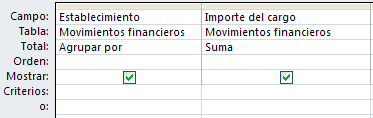 Campo: Establecimiento Importe del cargo
Tabla: Movimientos financieros Movimientos financieros
Total: Agrupar por Suma
Orden:
Mostrar:
Criterios:
o: